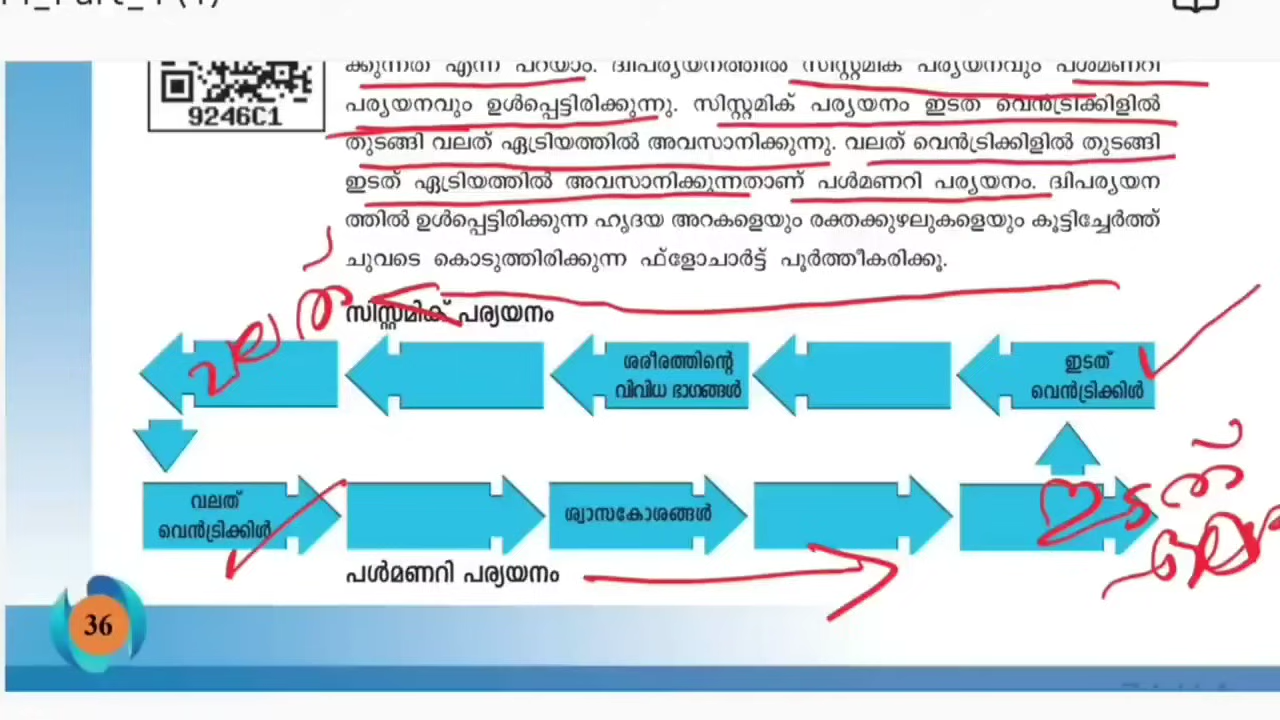 9246C1
ക്കുന്നത് എന്ന് പറയാം. ദ്വിപര്യയനത്തിൽ സിസ്റ്റമിക് പര്യയനവും പൾമണറി
പര്യയനവും ഉൾപ്പെട്ടിരിക്കുന്നു. സിസ്റ്റമിക് പര്യയനം ഇടത് വെൻട്രിക്കിളിൽ
തുടങ്ങി വലത് ഏട്രിയത്തിൽ അവസാനിക്കുന്നു. വലത് വെൻട്രിക്കിളിൽ തുടങ്ങി
ഇടത് ഏട്രിയത്തിൽ അവസാനിക്കുന്നതാണ് പൾമണറി പര്യയനം. ദ്വിപര്യയന
ത്തിൽ ഉൾപ്പെട്ടിരിക്കുന്ന ഹൃദയ അറകളെയും രക്തക്കുഴലുകളെയും കൂട്ടിച്ചേർത്ത്
ചുവടെ കൊടുത്തിരിക്കുന്ന ഫ്ളോചാർട്ട് പൂർത്തീകരിക്കൂ.
സിസ്റ്റമിക് പര്യയനം
വലത്
ശരീരത്തിന്റെ
വിവിധ ഭാഗങ്ങൾ
ഇടത്
വെൻട്രിക്കിൾ
വലത്
വെൻട്രിക്കിൾ
ശ്വാസകോശങ്ങൾ
ഇടത്
പൾമണറി പര്യയനം
36